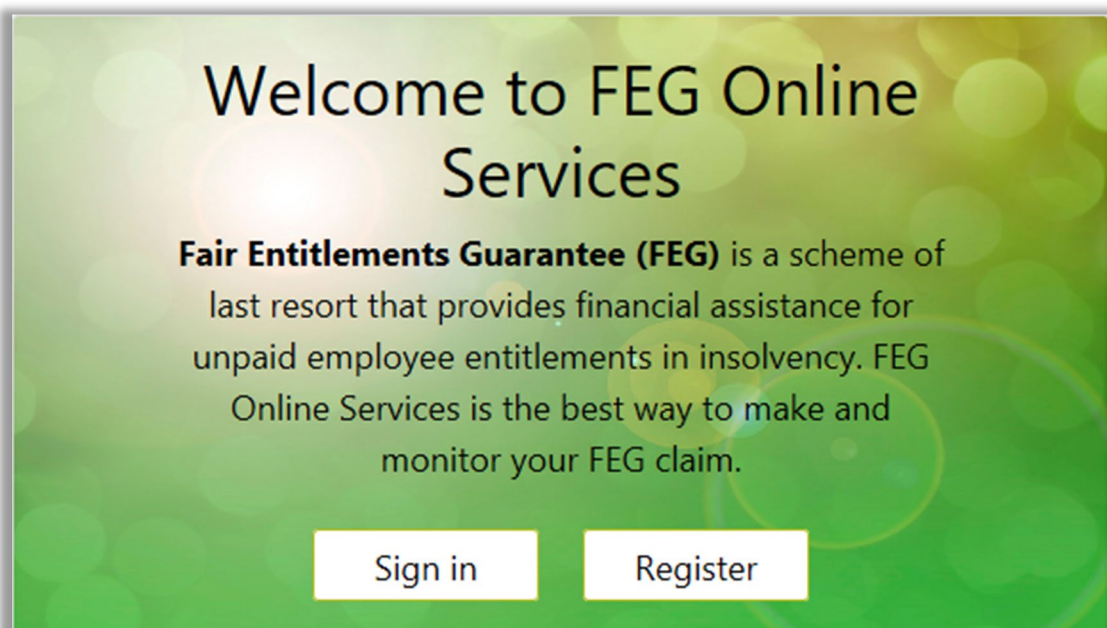 Welcome to FEG Online
Services
Fair Entitlements Guarantee (FEG) is a scheme of
last resort that provides financial assistance for
unpaid employee entitlements in insolvency. FEG
Online Services is the best way to make and
monitor your FEG claim.
Sign in Register